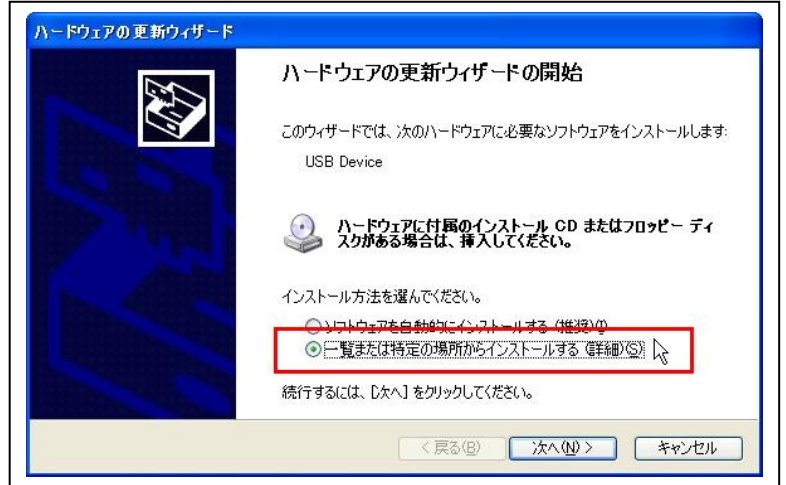 ハードウェアの更新ウィザード
ハードウェアの更新ウィザードの開始
このウィザードでは、次のハードウェアに必要なソフトウェアをインストールします:
USB Device
ハードウェアに付属のインストール CD またはフロッピー ディ
スクがある場合は、挿入してください。
インストール方法を選んでください。
ソフトウェアを自動的にインストールする (推奨)(I)
一覧または特定の場所からインストールする (詳細)(S)
続行するには、[次へ] をクリックしてください。
< 戻る(B)
次へ(N) >
キャンセル